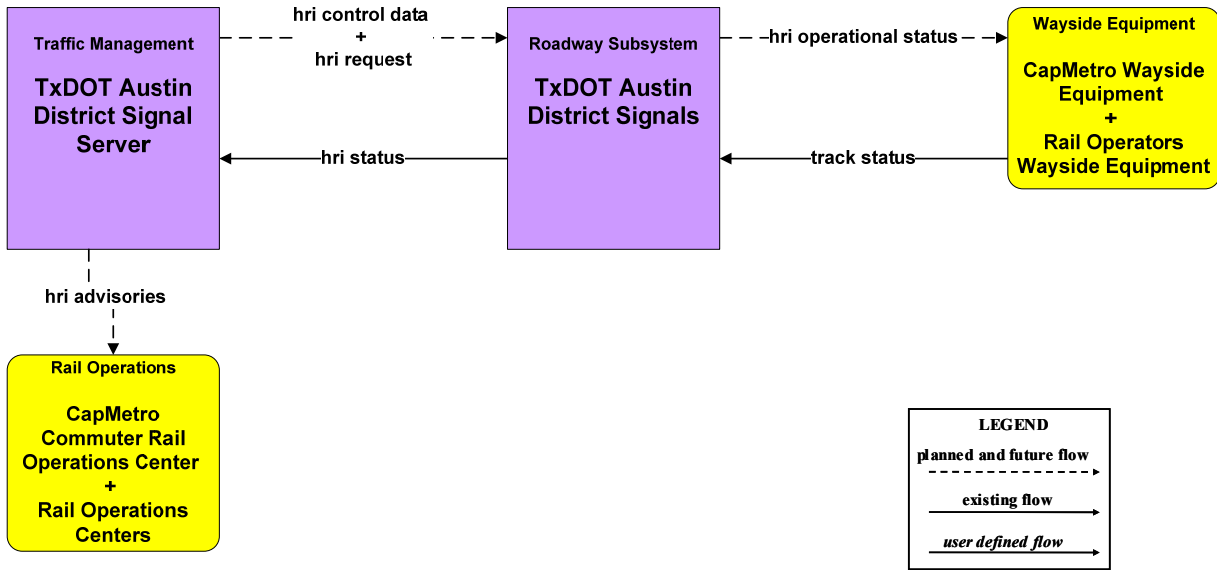 Traffic Management
TxDOT Austin
District Signal
Server
hri control data
+
hri request
hri status
Roadway Subsystem
TxDOT Austin
District Signals
hri operational status
track status
Wayside Equipment
CapMetro Wayside
Equipment
+
Rail Operators
Wayside Equipment
hri advisories
Rail Operations
CapMetro
Commuter Rail
Operations Center
+
Rail Operations
Centers
LEGEND
planned and future flow
existing flow
user defined flow